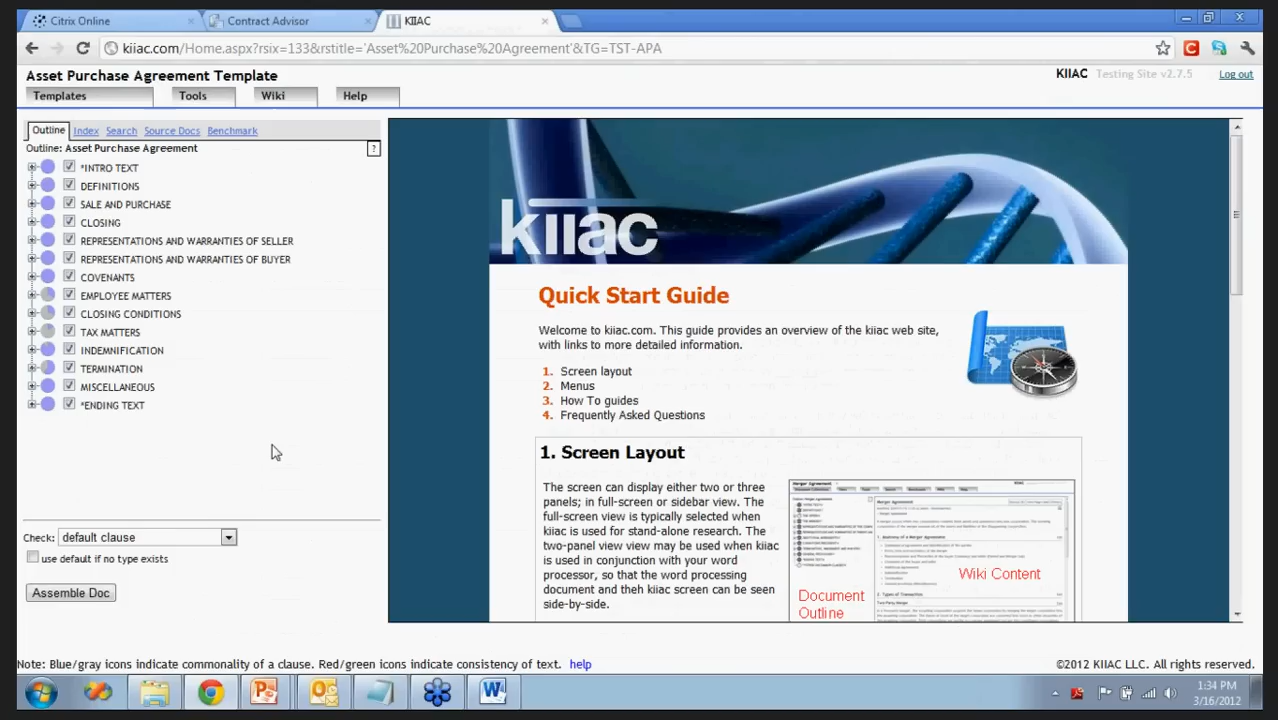 Citrix Online
Contract Advisor
KIIAC
kiiac.com/Home.aspx?rsix=133&rstitle='Asset%20Purchase%20Agreement'&TG=TST-APA
Asset Purchase Agreement Template
KIIAC Testing Site v2.7.5 Log out
Templates
Tools
Wiki
Help
Outline Index Search Source Docs Benchmark
Outline: Asset Purchase Agreement
?
*INTRO TEXT
DEFINITIONS
SALE AND PURCHASE
CLOSING
REPRESENTATIONS AND WARRANTIES OF SELLER
REPRESENTATIONS AND WARRANTIES OF BUYER
COVENANTS
EMPLOYEE MATTERS
CLOSING CONDITIONS
TAX MATTERS
INDEMNIFICATION
TERMINATION
MISCELLANEOUS
*ENDING TEXT
Check: default clauses
use default if no type exists
Assemble Doc
kiiac
Quick Start Guide
Welcome to kiiac.com. This guide provides an overview of the kiiac web site,
with links to more detailed information.
1. Screen layout
2. Menus
3. How To guides
4. Frequently Asked Questions
1. Screen Layout
The screen can display either two or three
panels; in full-screen or sidebar view. The
full-screen view is typically selected when
kiiac is used for stand-alone research. The
two-panel view view may be used when kiiac
is used in conjunction with your word
processor, so that the word processing
document and theh kiiac screen can be seen
side-by-side.
Merger Agreement
Wiki Content
Document
Outline
Note: Blue/gray icons indicate commonality of a clause. Red/green icons indicate consistency of text. help
©2012 KIIAC LLC. All rights reserved.
1:34 PM
3/16/2012